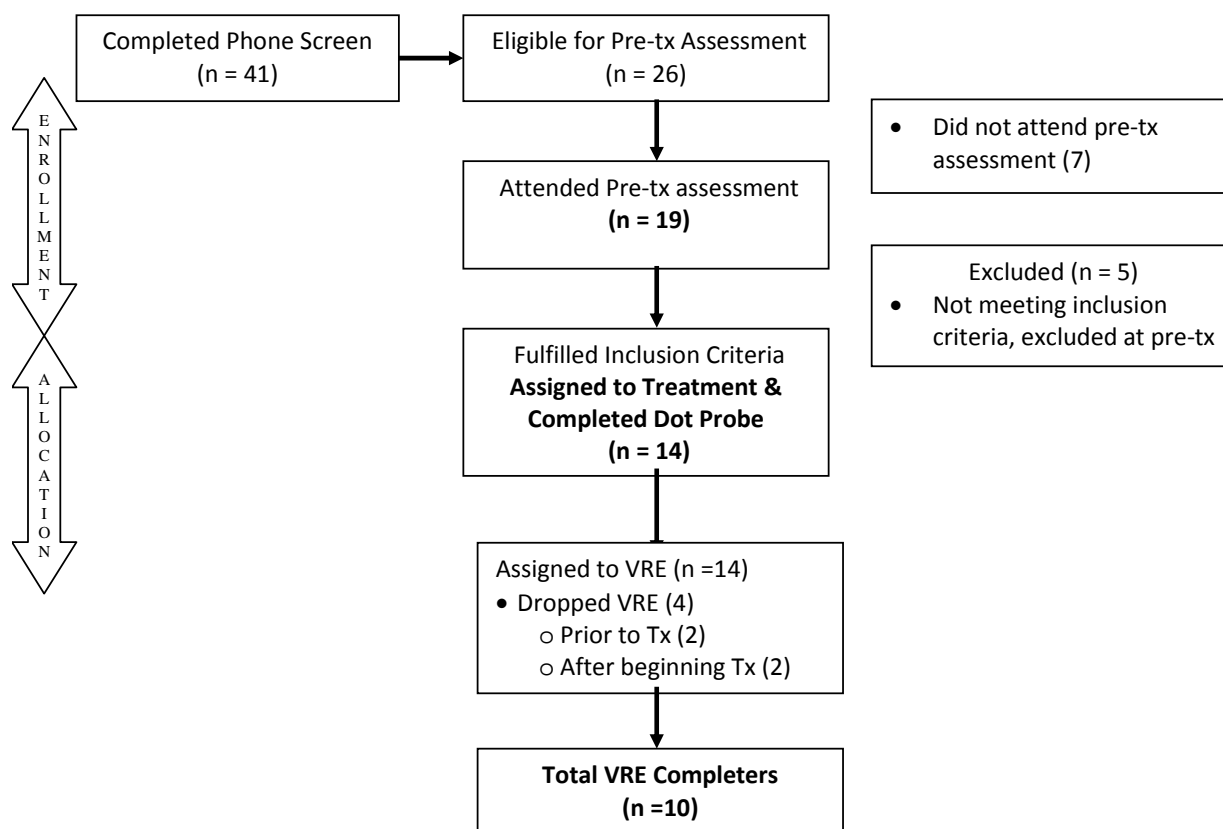 Completed Phone Screen
(n = 41)
Eligible for Pre-tx Assessment
(n = 26)
ENROLLMENT
• Did not attend pre-tx
assessment (7)
Attended Pre-tx assessment
(n = 19)
Excluded (n = 5)
• Not meeting inclusion
criteria, excluded at pre-tx
Fulfilled Inclusion Criteria
Assigned to Treatment &
Completed Dot Probe
(n = 14)
ALLOCATION
Assigned to VRE (n =14)
• Dropped VRE (4)
o Prior to Tx (2)
o After beginning Tx (2)
Total VRE Completers
(n =10)